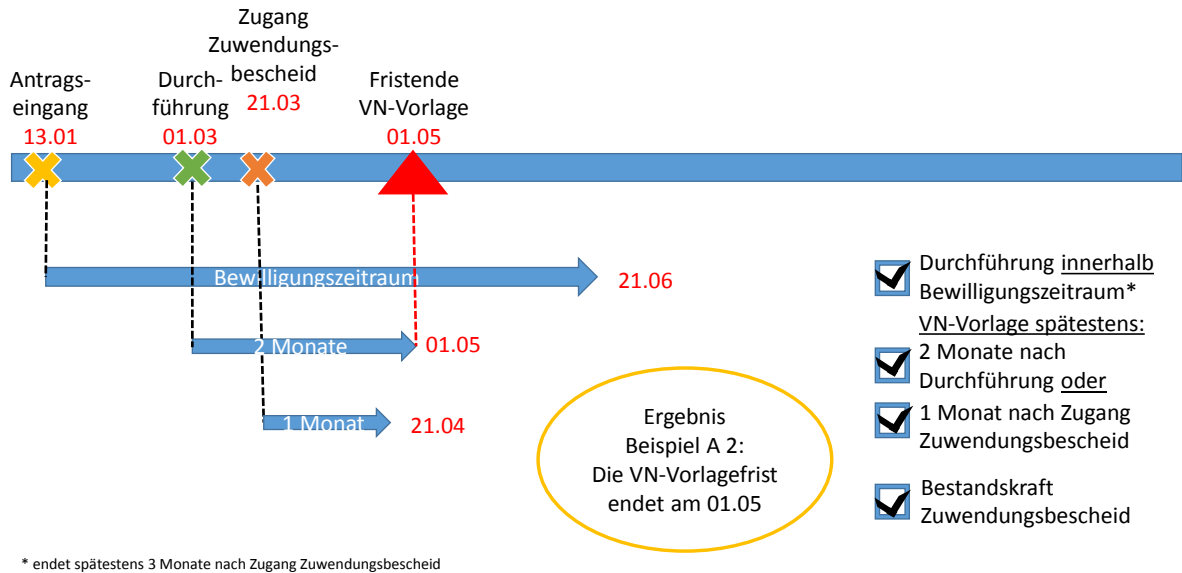 Zugang
Zuwendungs-
bescheid
21.03
Antrags-
eingang
13.01
Durch-
führung
01.03
Fristende
VN-Vorlage
01.05
Bewilligungszeitraum
21.06
2 Monate
01.05
1 Monat
21.04
Ergebnis
Beispiel A 2:
Die VN-Vorlagefrist
endet am 01.05
Durchführung innerhalb
Bewilligungszeitraum*
VN-Vorlage spätestens:
2 Monate nach
Durchführung oder
1 Monat nach Zugang
Zuwendungsbescheid
Bestandskraft
Zuwendungsbescheid
* endet spätestens 3 Monate nach Zugang Zuwendungsbescheid